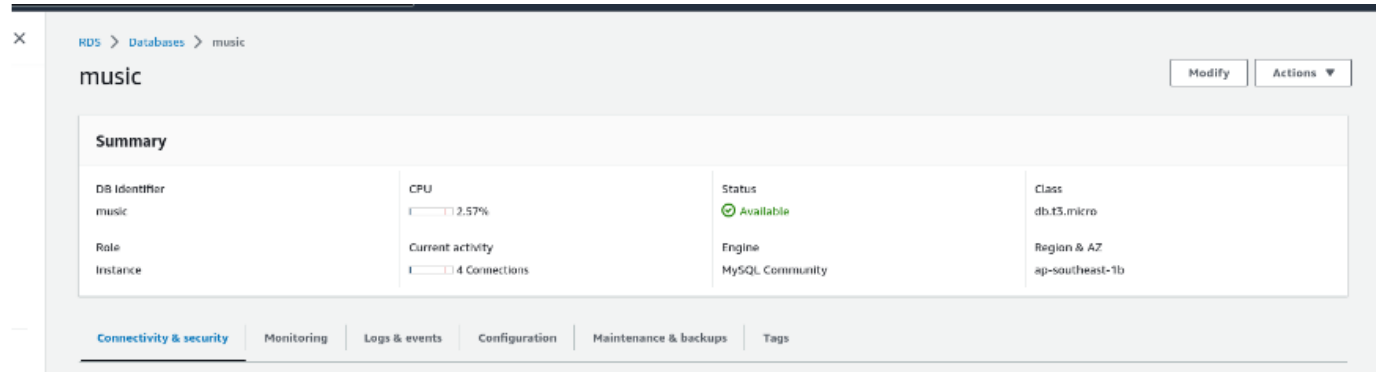 RDS > Databases > music
music
Modify
Actions ▼
Summary
DB Identifier
music
CPU
2.57%
Status
Available
Class
db.t3.micro
Role
Instance
Current activity
4 Connections
Engine
MySQL Community
Region & AZ
ap-southeast-1b
Connectivity & security
Monitoring
Logs & events
Configuration
Maintenance & backups
Tags